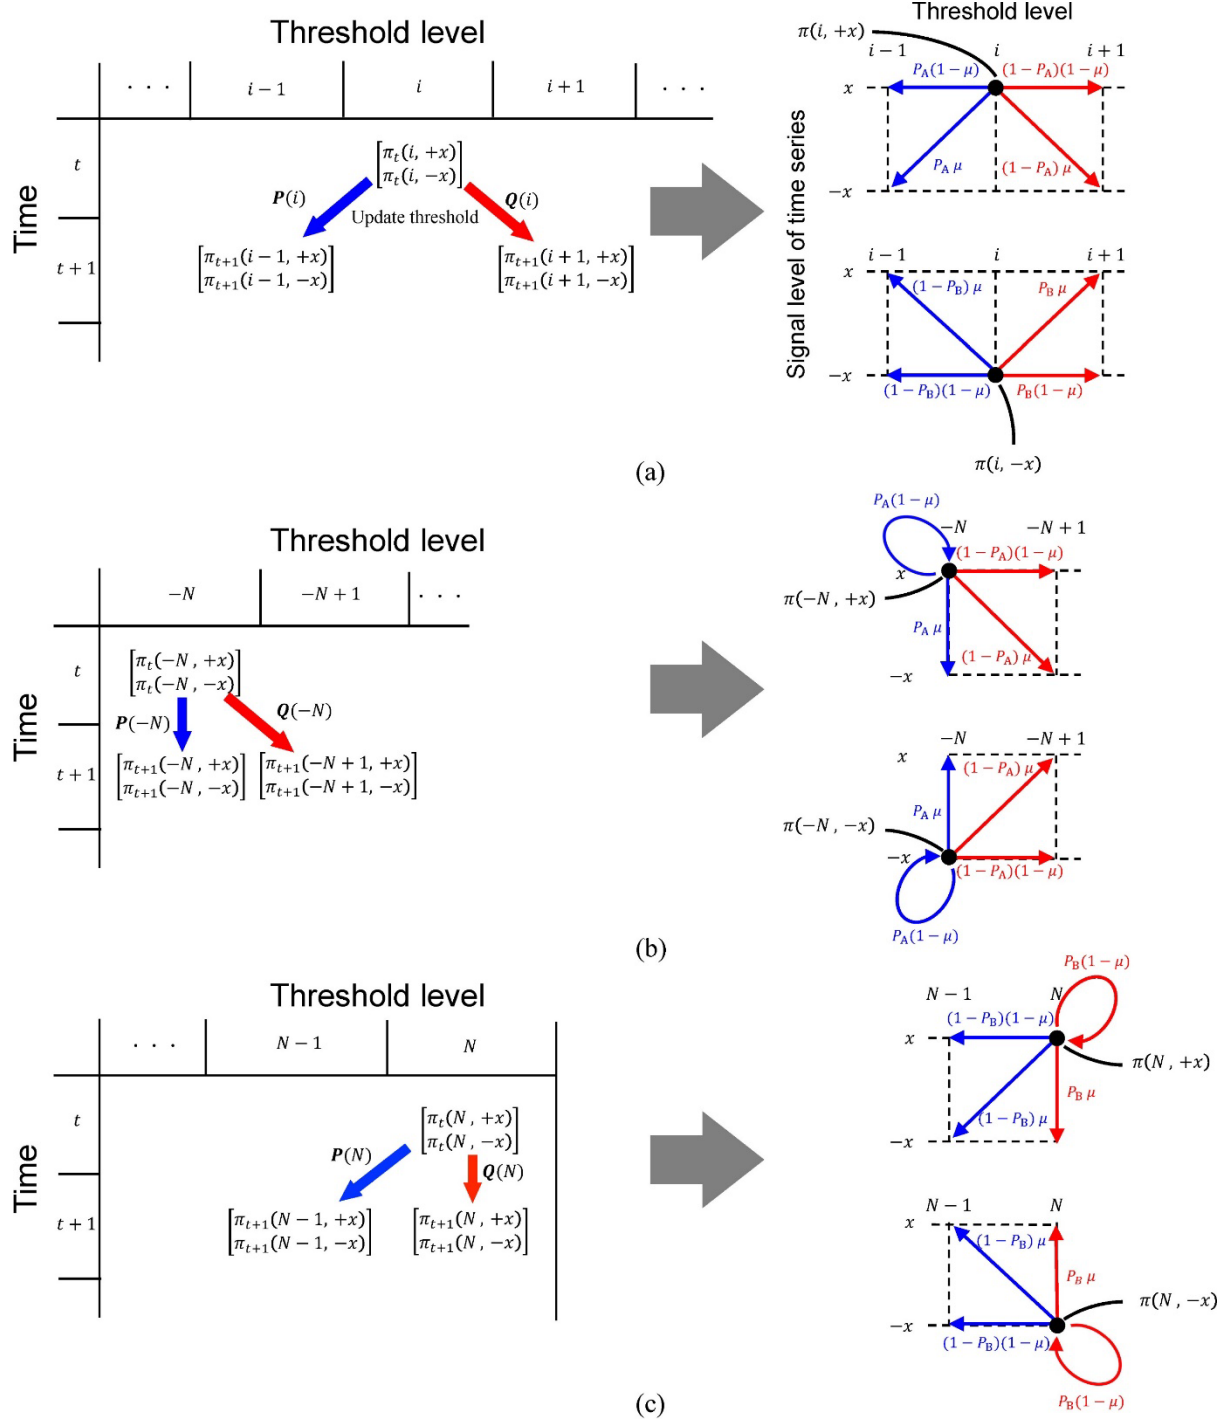 Threshold level
· · ·
i − 1
i
i + 1
· · ·
Time
t
[π_t(i, +x)]
[π_t(i, −x)]
P(i)
Q(i)
Update threshold
t + 1
[π_{t+1}(i − 1, +x)]
[π_{t+1}(i − 1, −x)]
[π_{t+1}(i + 1, +x)]
[π_{t+1}(i + 1, −x)]
Threshold level
π(i, +x)
i − 1
i
i + 1
P_A(1 − μ)
(1 − P_A)(1 − μ)
x
P_A μ
(1 − P_A) μ
−x
Signal level of time series
i − 1
i
i + 1
x
(1 − P_B) μ
P_B μ
−x
(1 − P_B)(1 − μ)
P_B(1 − μ)
π(i, −x)
(a)
Threshold level
−N
−N + 1
· · ·
Time
t
[π_t(−N , +x)]
[π_t(−N , −x)]
P(−N)
Q(−N)
t + 1
[π_{t+1}(−N , +x)]
[π_{t+1}(−N , −x)]
[π_{t+1}(−N + 1, +x)]
[π_{t+1}(−N + 1, −x)]
P_A(1 − μ)
−N
−N + 1
(1 − P_A)(1 − μ)
x
π(−N , +x)
P_A μ
(1 − P_A) μ
−x
−N
−N + 1
x
(1 − P_A) μ
P_A μ
π(−N , −x)
−x
(1 − P_A)(1 − μ)
P_A(1 − μ)
(b)
Threshold level
· · ·
N − 1
N
Time
t
[π_t(N , +x)]
[π_t(N , −x)]
P(N)
Q(N)
t + 1
[π_{t+1}(N − 1, +x)]
[π_{t+1}(N − 1, −x)]
[π_{t+1}(N , +x)]
[π_{t+1}(N , −x)]
P_B(1 − μ)
N − 1
N
(1 − P_B)(1 − μ)
x
π(N , +x)
P_B μ
(1 − P_B) μ
−x
N − 1
N
x
(1 − P_B) μ
P_B μ
π(N , −x)
−x
(1 − P_B)(1 − μ)
P_B(1 − μ)
(c)